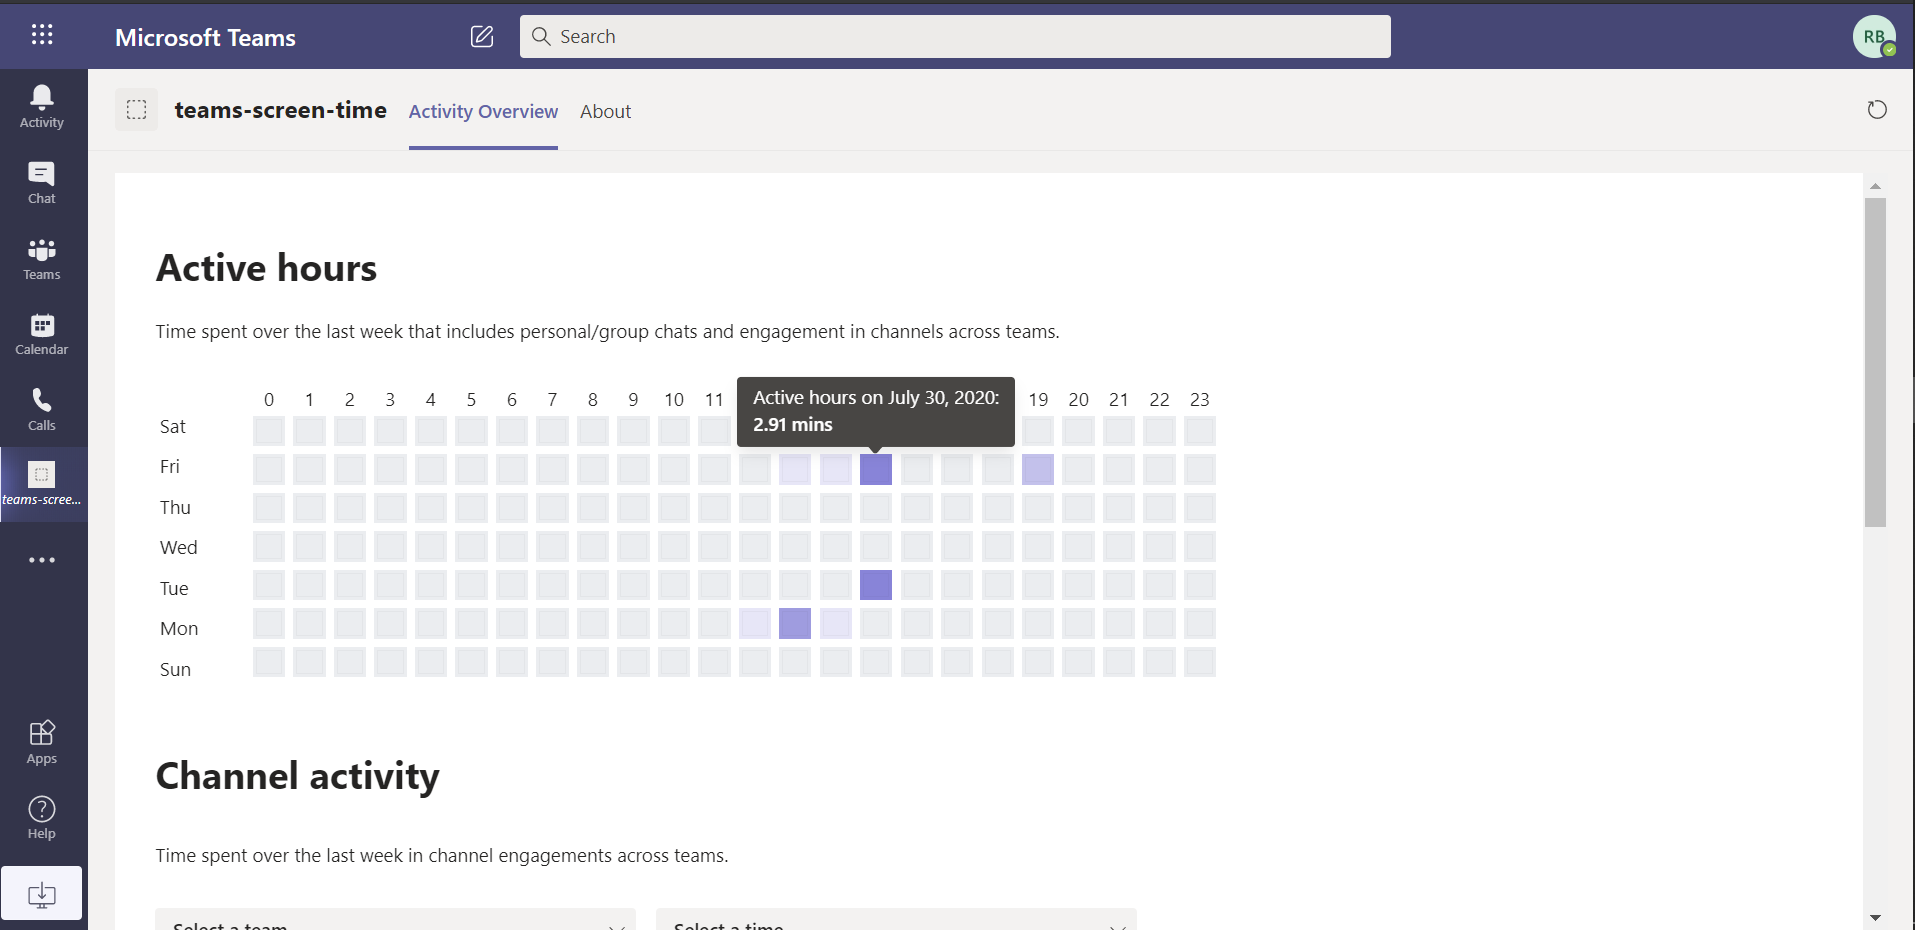 Microsoft Teams
Search
RB
Activity
Chat
Teams
Calendar
Calls
teams-scree...
Apps
Help
teams-screen-time
Activity Overview
About
Active hours
Time spent over the last week that includes personal/group chats and engagement in channels across teams.
Active hours on July 30, 2020:
2.91 mins
0 1 2 3 4 5 6 7 8 9 10 11 19 20 21 22 23
Sat
Fri
Thu
Wed
Tue
Mon
Sun
Channel activity
Time spent over the last week in channel engagements across teams.
Select a team
Select a time